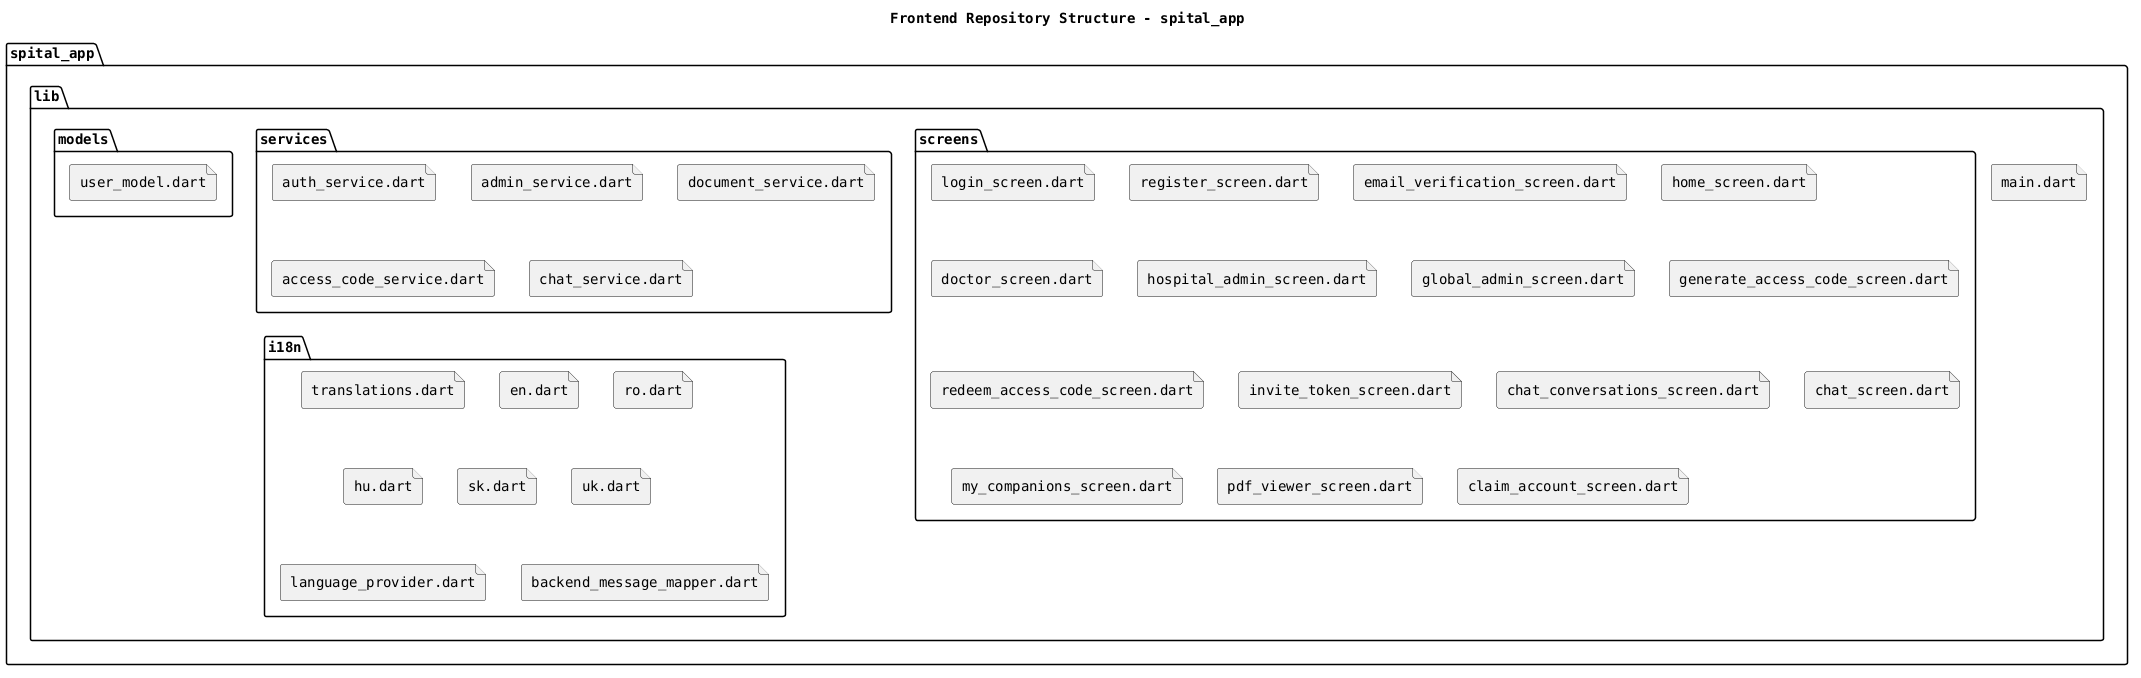 Frontend Repository Structure - spital_app
spital_app
lib
models
user_model.dart
services
auth_service.dart
admin_service.dart
document_service.dart
access_code_service.dart
chat_service.dart
i18n
translations.dart
en.dart
ro.dart
hu.dart
sk.dart
uk.dart
language_provider.dart
backend_message_mapper.dart
screens
login_screen.dart
register_screen.dart
email_verification_screen.dart
home_screen.dart
doctor_screen.dart
hospital_admin_screen.dart
global_admin_screen.dart
generate_access_code_screen.dart
redeem_access_code_screen.dart
invite_token_screen.dart
chat_conversations_screen.dart
chat_screen.dart
my_companions_screen.dart
pdf_viewer_screen.dart
claim_account_screen.dart
main.dart